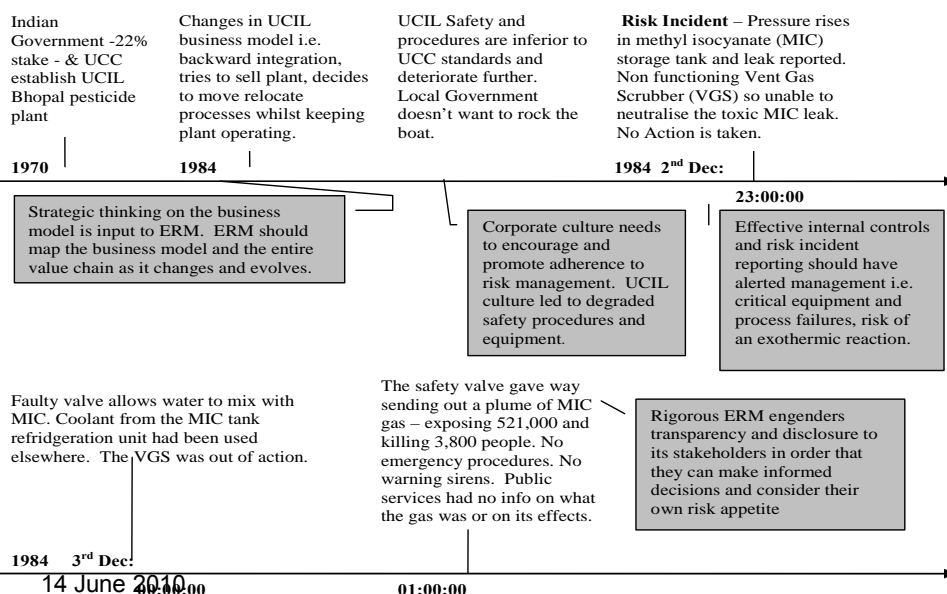 Indian
Government -22%
stake - & UCC
establish UCIL
Bhopal pesticide
plant
Changes in UCIL
business model i.e.
backward integration,
tries to sell plant, decides
to move relocate
processes whilst keeping
plant operating.
UCIL Safety and
procedures are inferior to
UCC standards and
deteriorate further.
Local Government
doesn't want to rock the
boat.
Risk Incident – Pressure rises
in methyl isocyanate (MIC)
storage tank and leak reported.
Non functioning Vent Gas
Scrubber (VGS) so unable to
neutralise the toxic MIC leak.
No Action is taken.
1970
1984
1984 2nd Dec:
23:00:00
Strategic thinking on the business
model is input to ERM. ERM should
map the business model and the entire
value chain as it changes and evolves.
Corporate culture needs
to encourage and
promote adherence to
risk management. UCIL
culture led to degraded
safety procedures and
equipment.
Effective internal controls
and risk incident
reporting should have
alerted management i.e.
critical equipment and
process failures, risk of
an exothermic reaction.
Faulty valve allows water to mix with
MIC. Coolant from the MIC tank
refridgeration unit had been used
elsewhere. The VGS was out of action.
The safety valve gave way
sending out a plume of MIC
gas – exposing 521,000 and
killing 3,800 people. No
emergency procedures. No
warning sirens. Public
services had no info on what
the gas was or on its effects.
Rigorous ERM engenders
transparency and disclosure to
its stakeholders in order that
they can make informed
decisions and consider their
own risk appetite
1984 3rd Dec:
14 June 2010
00:00:00
01:00:00